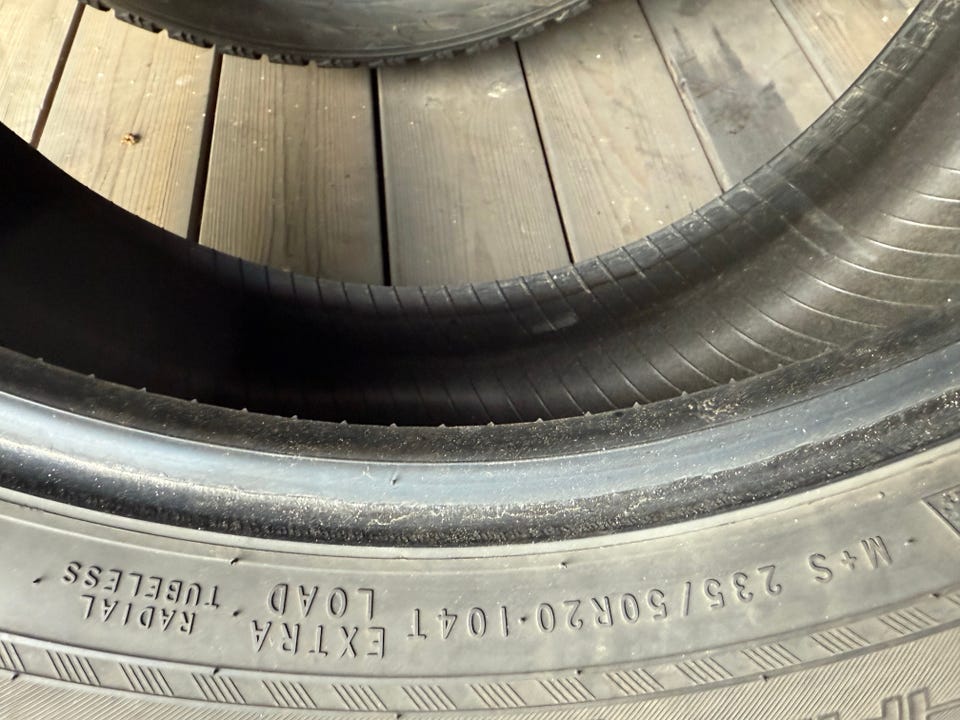 M+S 235/50R20·104T
EXTRA
LOAD
RADIAL
TUBELESS